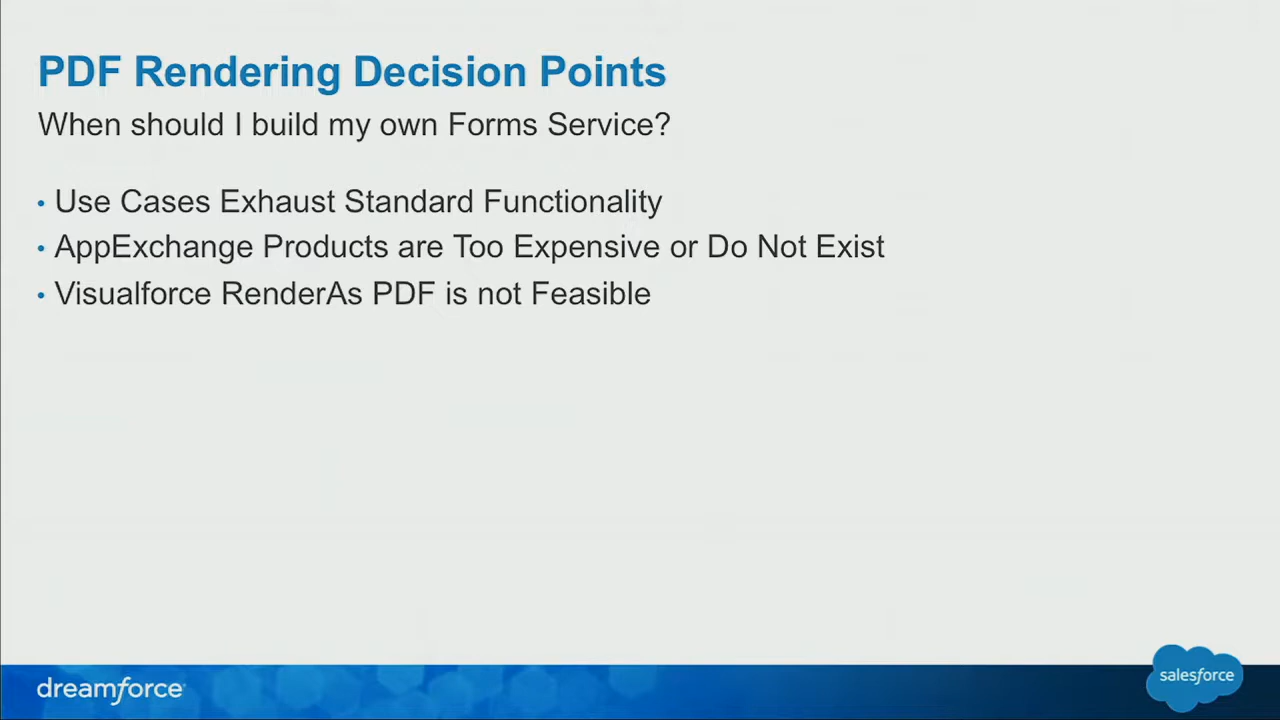 PDF Rendering Decision Points
When should I build my own Forms Service?
• Use Cases Exhaust Standard Functionality
• AppExchange Products are Too Expensive or Do Not Exist
• Visualforce RenderAs PDF is not Feasible
dreamforce
salesforce